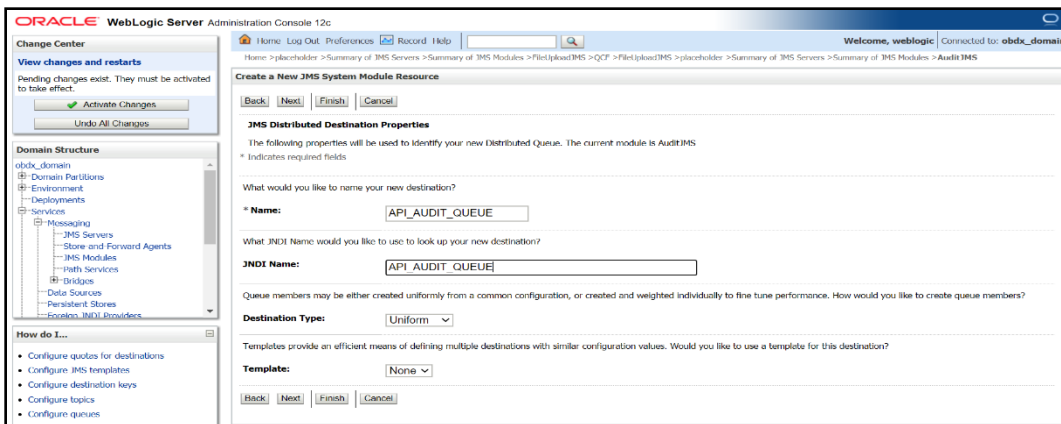 ORACLE WebLogic Server Administration Console 12c
Change Center
View changes and restarts
Pending changes exist. They must be activated
to take effect.
Activate Changes
Undo All Changes
Domain Structure
obdx_domain
Domain Partitions
Environment
Deployments
Services
Messaging
JMS Servers
Store-and-Forward Agents
JMS Modules
Path Services
Bridges
Data Sources
Persistent Stores
Foreign JNDI Providers
How do I...
Configure quotas for destinations
Configure JMS templates
Configure destination keys
Configure topics
Configure queues
Home Log Out Preferences Record Help
Welcome, weblogic Connected to: obdx_domain
Home >placeholder >Summary of JMS Servers >Summary of JMS Modules >FileUploadJMS >QCF >FileUploadJMS >placeholder >Summary of JMS Servers >Summary of JMS Modules >AuditJMS
Create a New JMS System Module Resource
Back Next Finish Cancel
JMS Distributed Destination Properties
The following properties will be used to identify your new Distributed Queue. The current module is AuditJMS
* Indicates required fields
What would you like to name your new destination?
* Name: API_AUDIT_QUEUE
What JNDI Name would you like to use to look up your new destination?
JNDI Name: API_AUDIT_QUEUE
Queue members may be either created uniformly from a common configuration, or created and weighted individually to fine tune performance. How would you like to create queue members?
Destination Type: Uniform
Templates provide an efficient means of defining multiple destinations with similar configuration values. Would you like to use a template for this destination?
Template: None
Back Next Finish Cancel